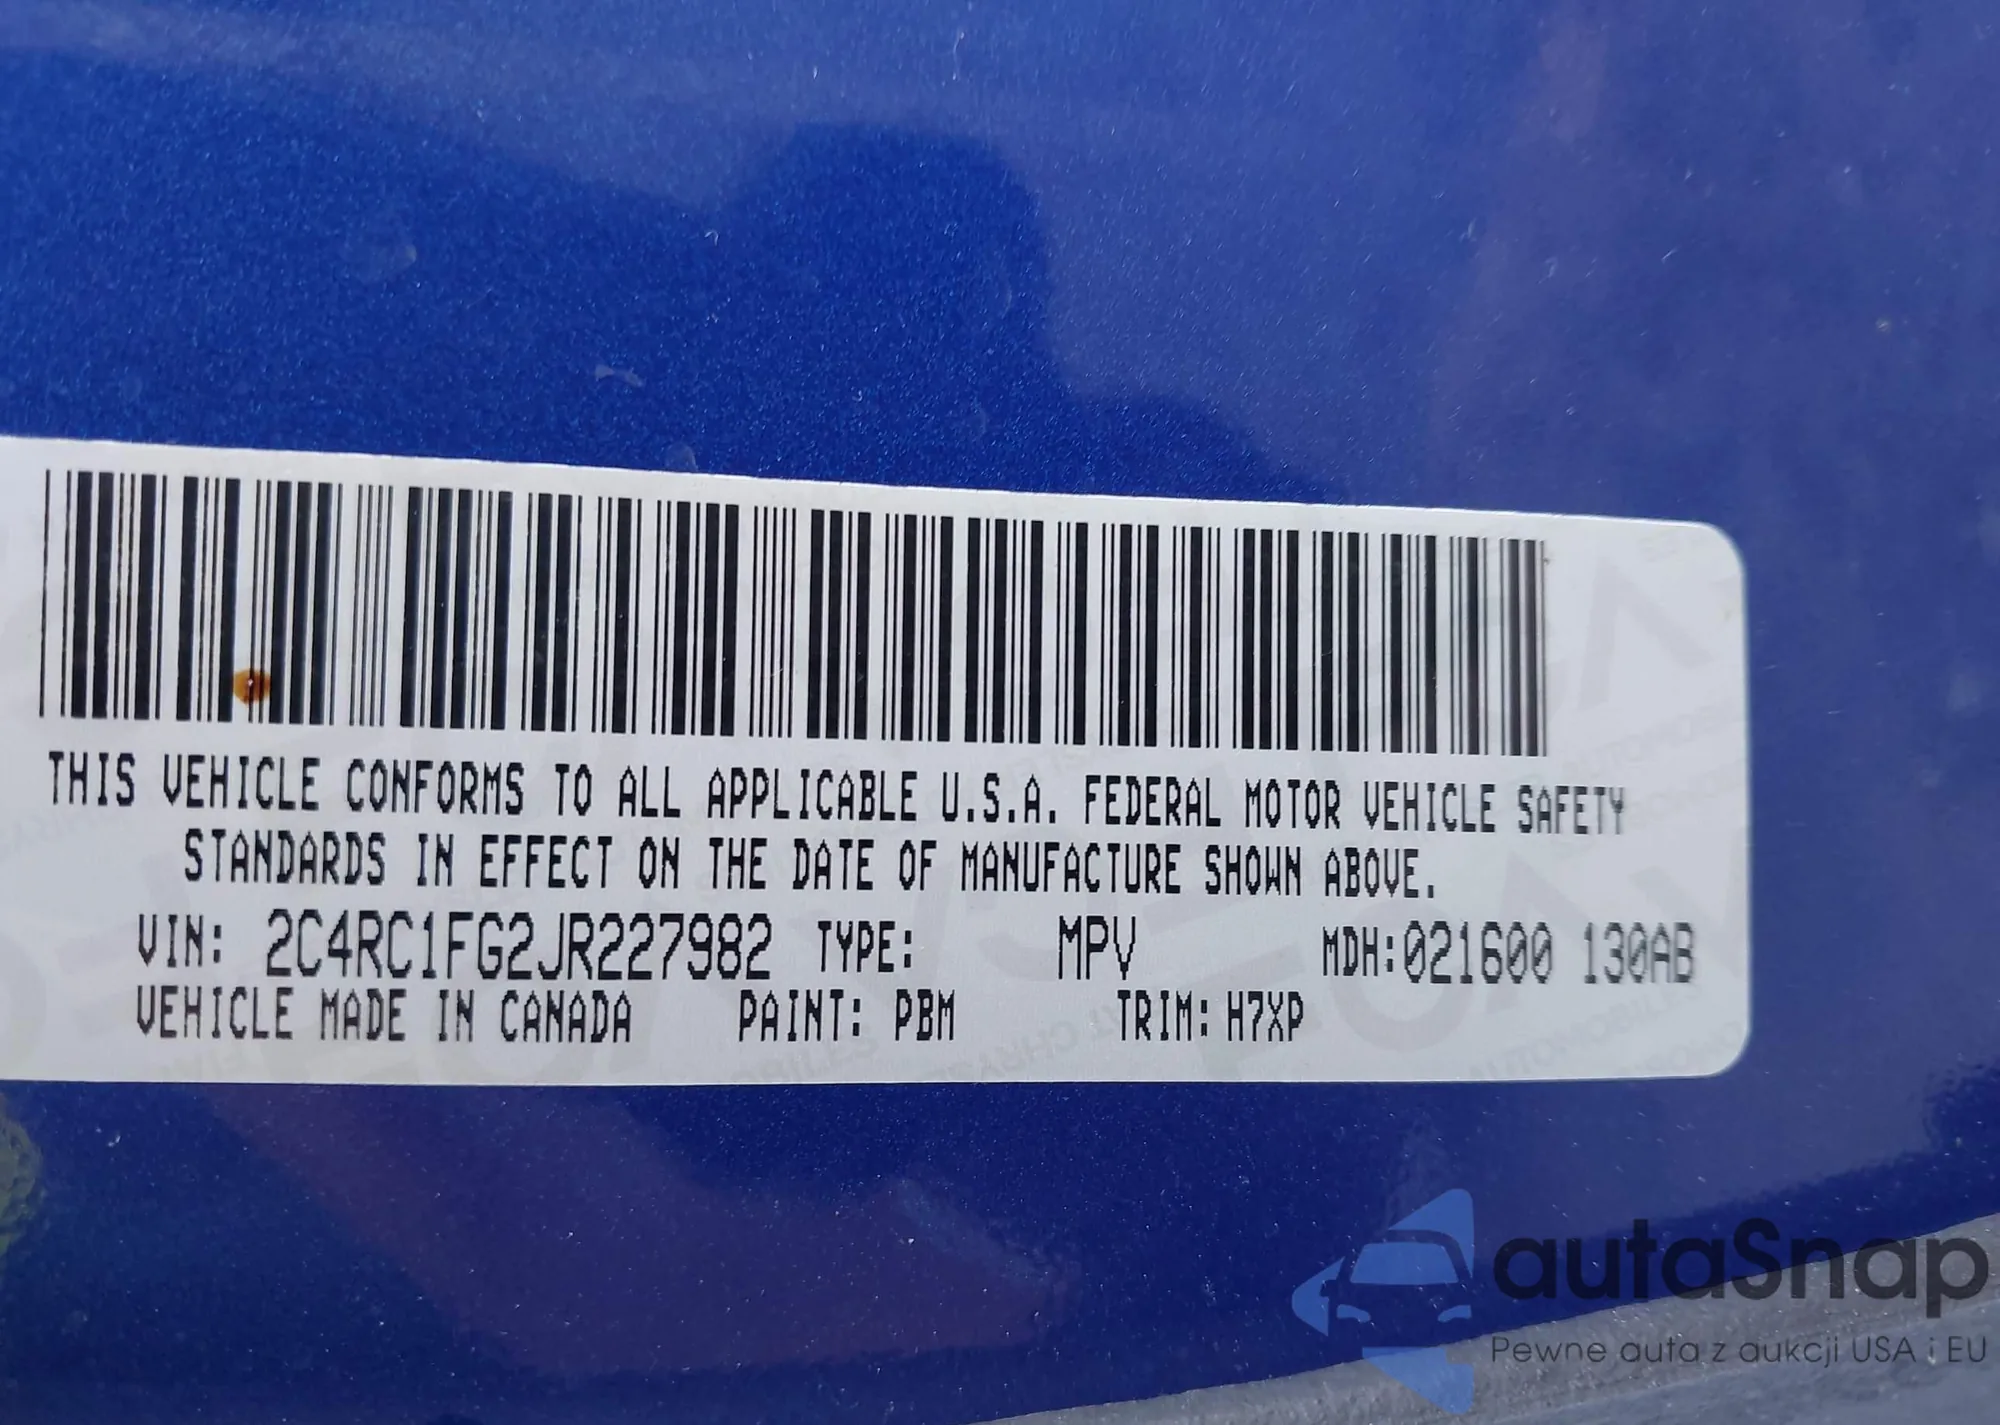 THIS VEHICLE CONFORMS TO ALL APPLICABLE U.S.A. FEDERAL MOTOR VEHICLE SAFETY
STANDARDS IN EFFECT ON THE DATE OF MANUFACTURE SHOWN ABOVE.
VIN: 2C4RC1FG2JR227982 TYPE: MPV MDH:021600 130AB
VEHICLE MADE IN CANADA PAINT: PBM TRIM: H7XP
autaSnap
Pewne auta z aukcji USA i EU